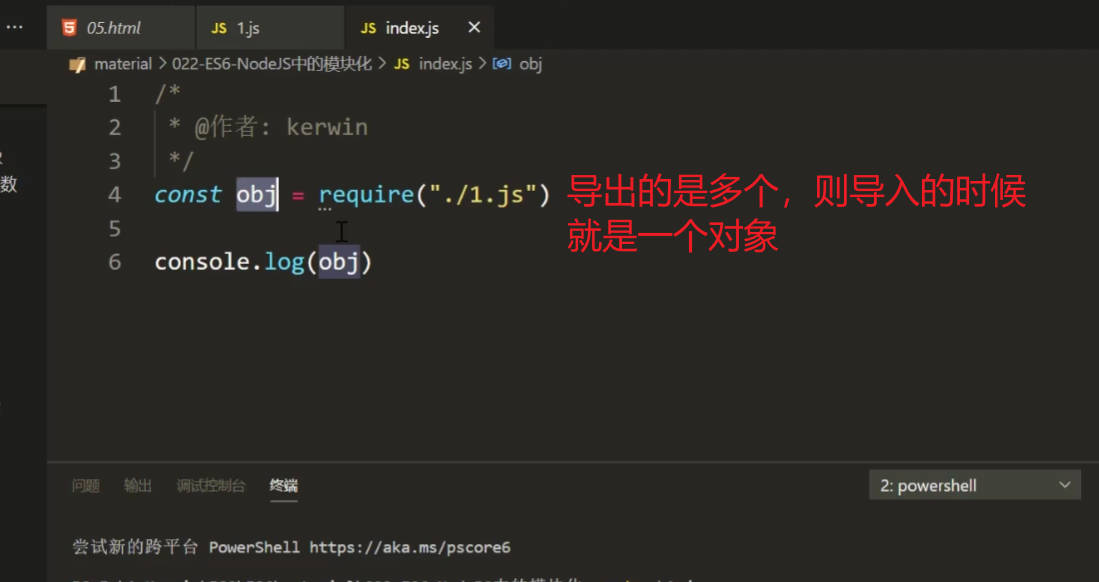 05.html JS 1.js JS index.js
material > 022-ES6-NodeJS中的模块化 > JS index.js > obj
1 /*
2 * @作者: kerwin
3 */
4 const obj = require("./1.js")
导出的是多个，则导入的时候
就是一个对象
5
6 console.log(obj)
数
问题 输出 调试控制台 终端 2: powershell
尝试新的跨平台 PowerShell https://aka.ms/pscore6